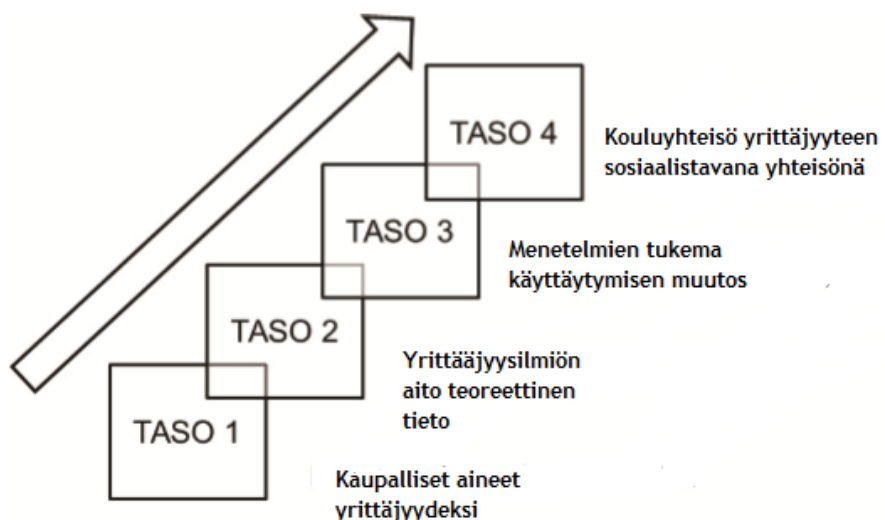 TASO 4
Kouluyhteisö yrittäjyyteen
sosiaalistavana yhteisönä
TASO 3
Menetelmien tukema
käyttäytymisen muutos
TASO 2
Yrittääjyysilmiön
aito teoreettinen
tieto
TASO 1
Kaupalliset aineet
yrittäjyydeksi